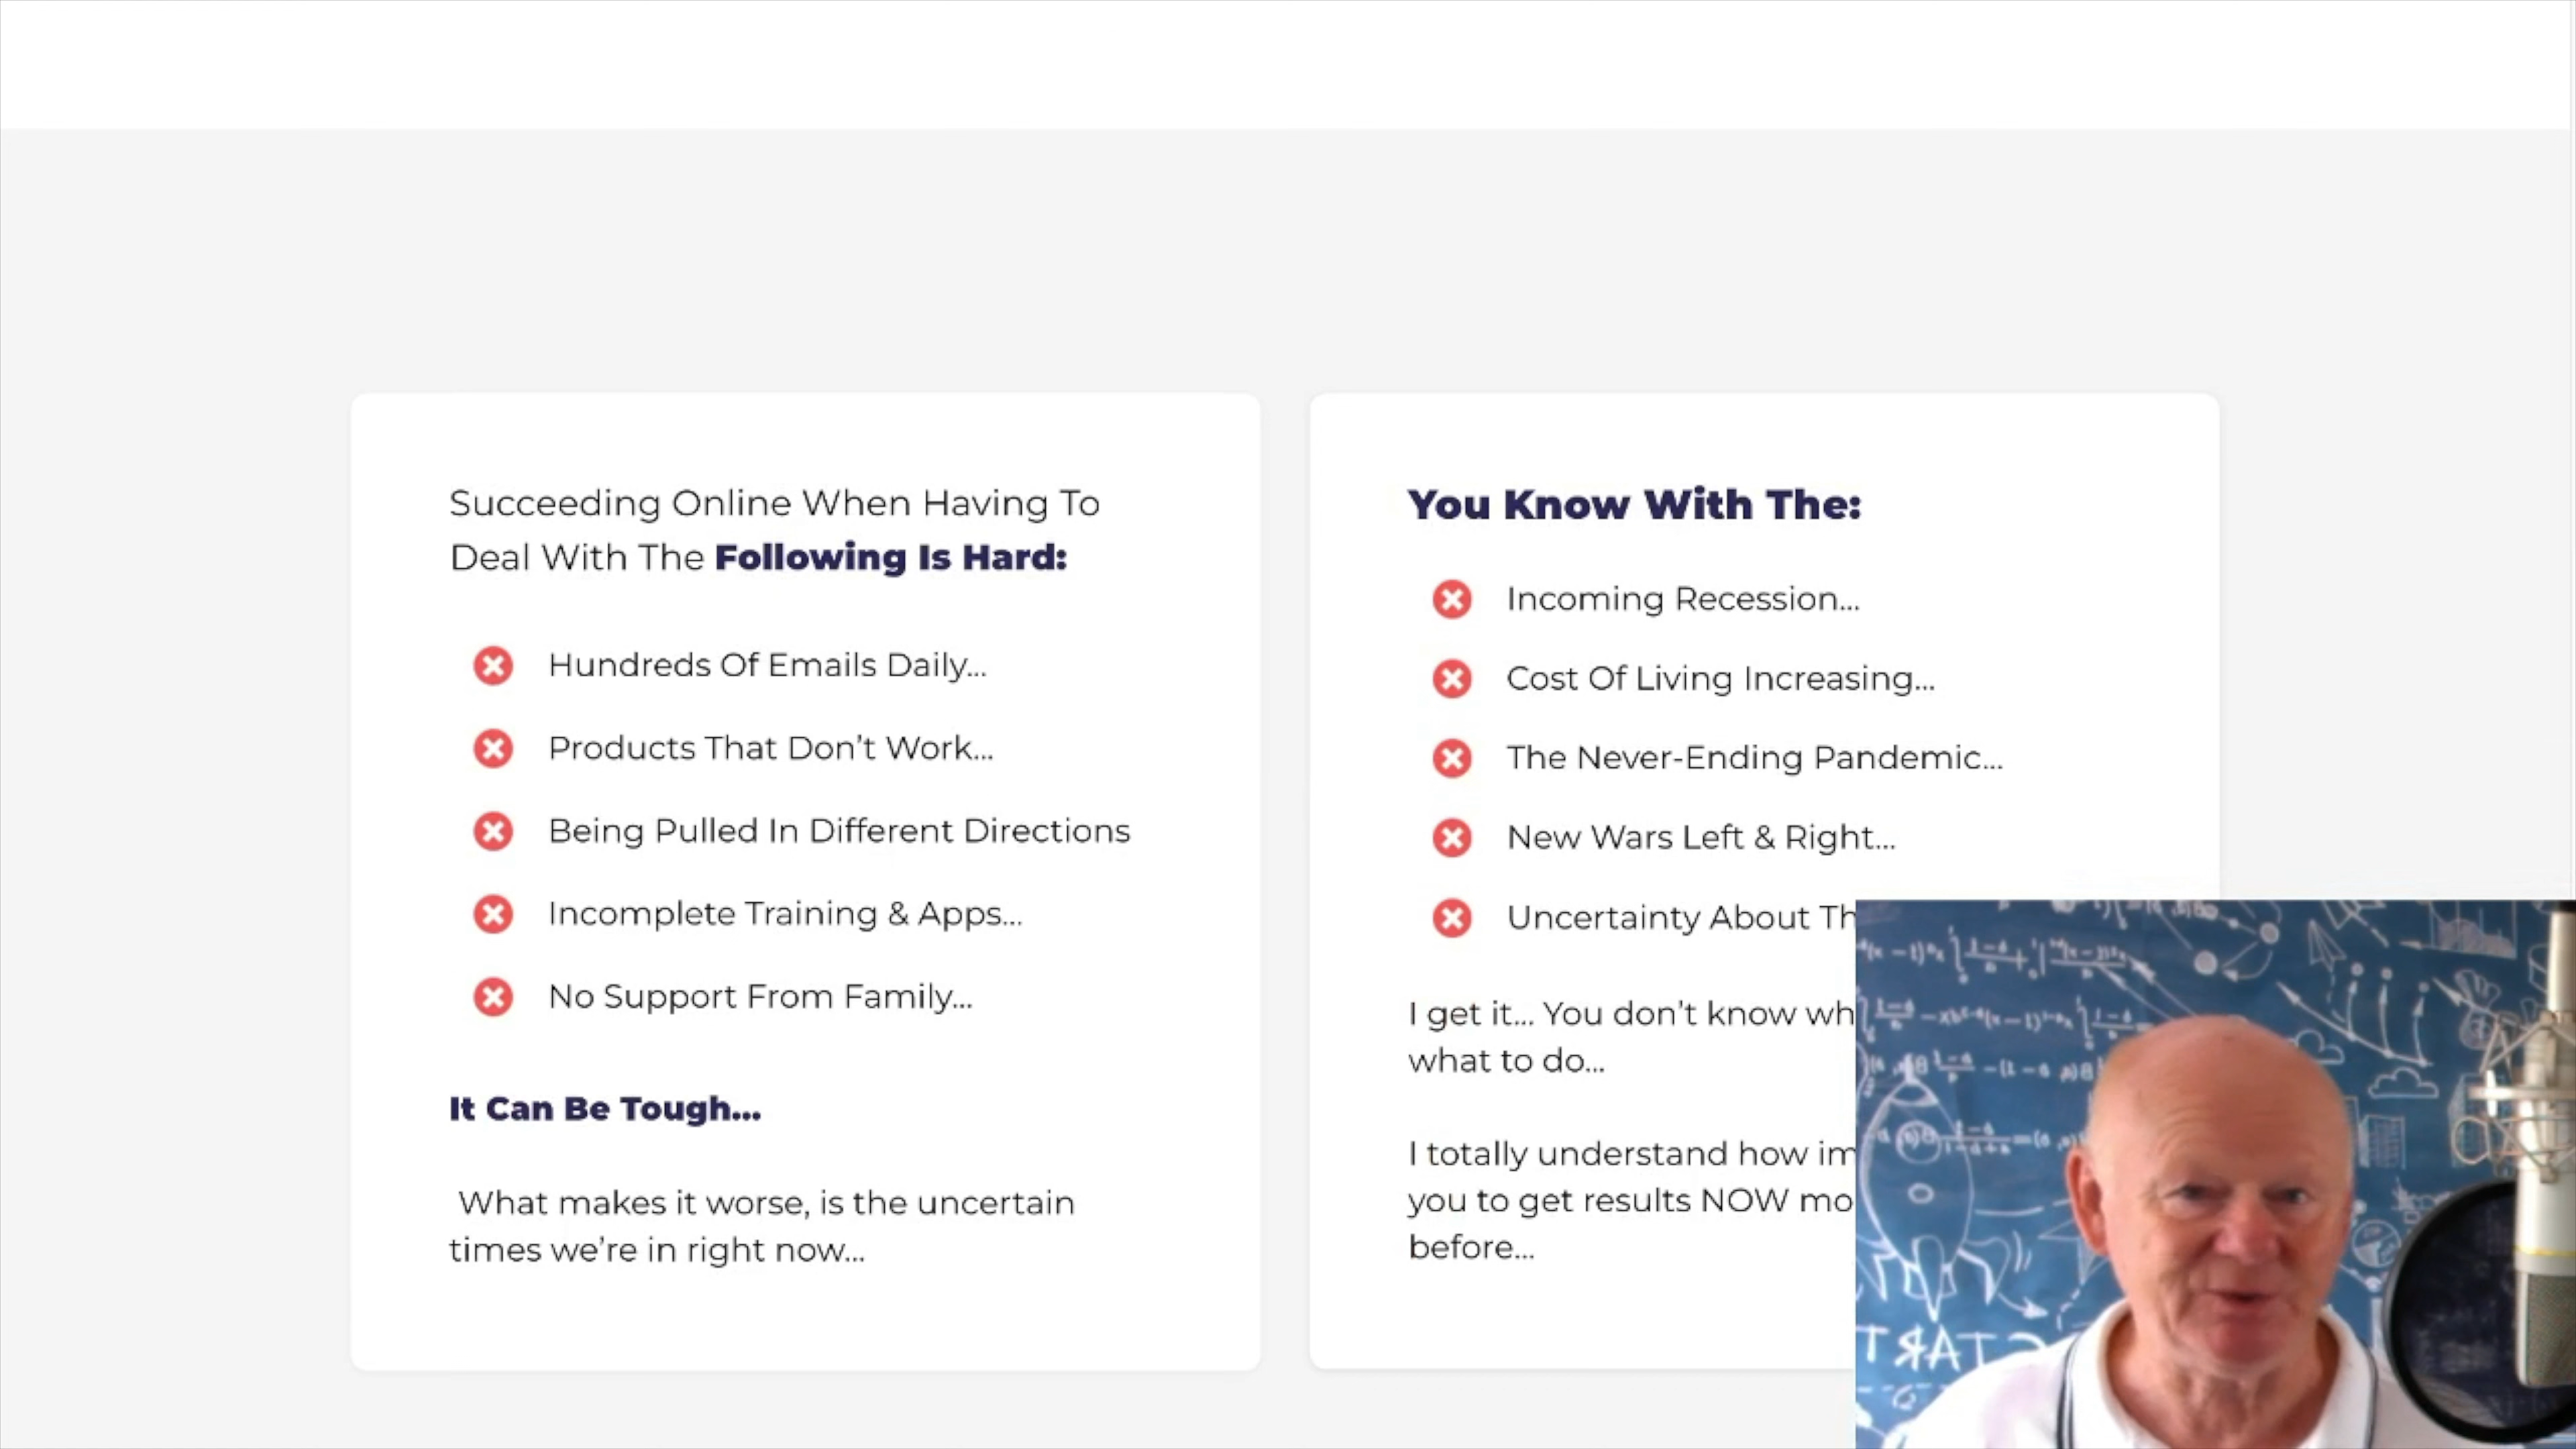 Succeeding Online When Having To
Deal With The Following Is Hard:
Hundreds Of Emails Daily...
Products That Don't Work...
Being Pulled In Different Directions
Incomplete Training & Apps...
No Support From Family...
It Can Be Tough...
What makes it worse, is the uncertain
times we're in right now...
You Know With The:
Incoming Recession...
Cost Of Living Increasing...
The Never-Ending Pandemic...
New Wars Left & Right...
Uncertainty About
I get it... You don't know
what to do...
I totally understand how
you to get results NOW
before...